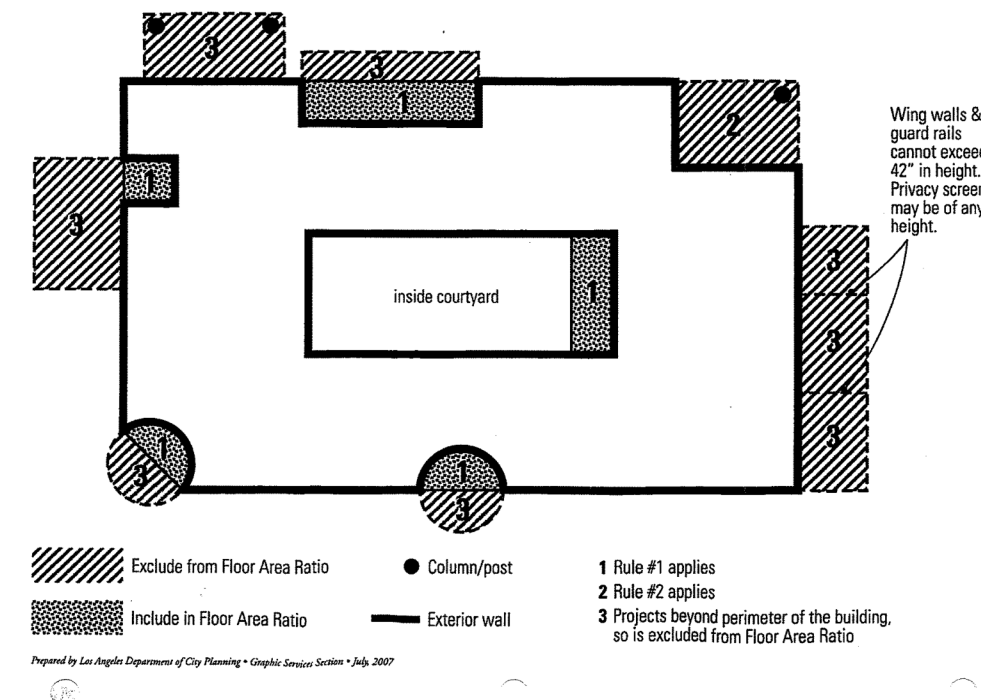 3
3
1
2
Wing walls &
guard rails
cannot exceed
42" in height.
Privacy screen
may be of any
height.
1
3
3
inside courtyard
1
3
3
1
3
1
3
Exclude from Floor Area Ratio
Column/post
1 Rule #1 applies
2 Rule #2 applies
Include in Floor Area Ratio
Exterior wall
3 Projects beyond perimeter of the building,
so is excluded from Floor Area Ratio
Prepared by Los Angeles Department of City Planning • Graphic Services Section • July, 2007